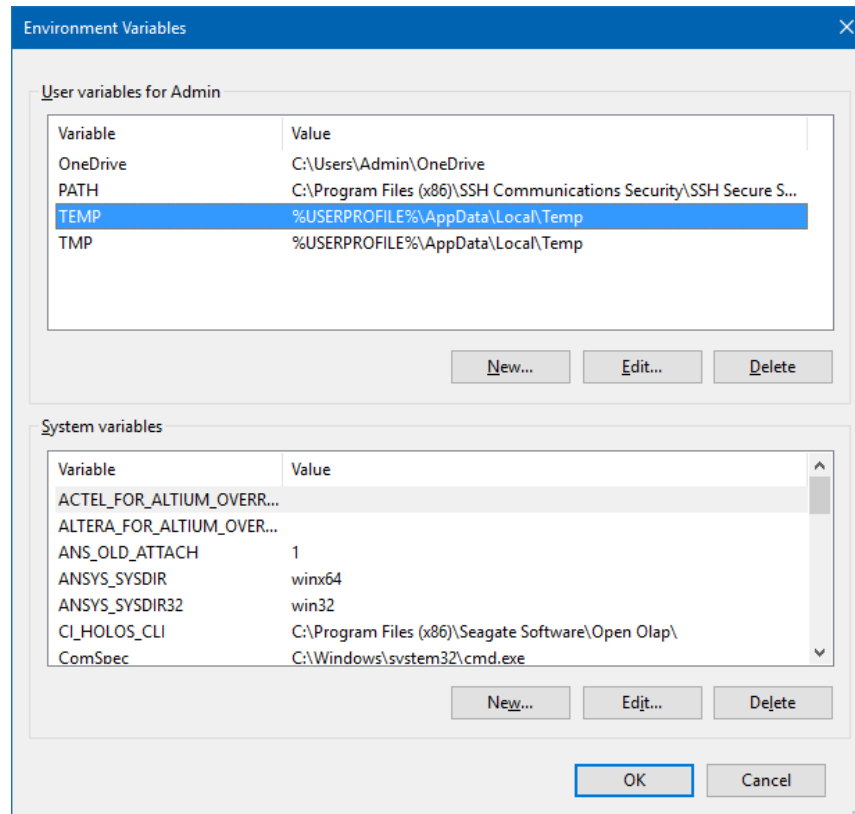 Environment Variables
User variables for Admin
Variable Value
OneDrive C:\Users\Admin\OneDrive
PATH C:\Program Files (x86)\SSH Communications Security\SSH Secure S...
TEMP %USERPROFILE%\AppData\Local\Temp
TMP %USERPROFILE%\AppData\Local\Temp
New... Edit... Delete
System variables
Variable Value
ACTEL_FOR_ALTIUM_OVERR...
ALTERA_FOR_ALTIUM_OVER...
ANS_OLD_ATTACH 1
ANSYS_SYSDIR winx64
ANSYS_SYSDIR32 win32
CI_HOLOS_CLI C:\Program Files (x86)\Seagate Software\Open Olap\
ComSpec C:\Windows\system32\cmd.exe
New... Edit... Delete
OK Cancel